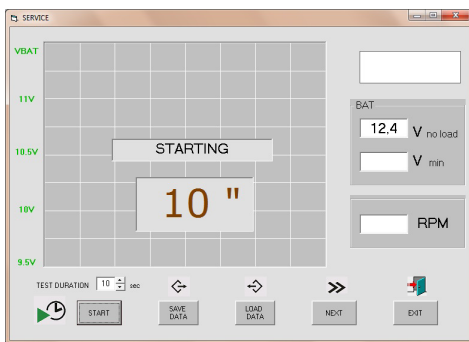 SERVICE
VBAT
11V
10.5V
10V
9.5V
STARTING
10 "
BAT
12,4 V no load
V min
RPM
TEST DURATION 10 sec
START
SAVE DATA
LOAD DATA
NEXT
EXIT